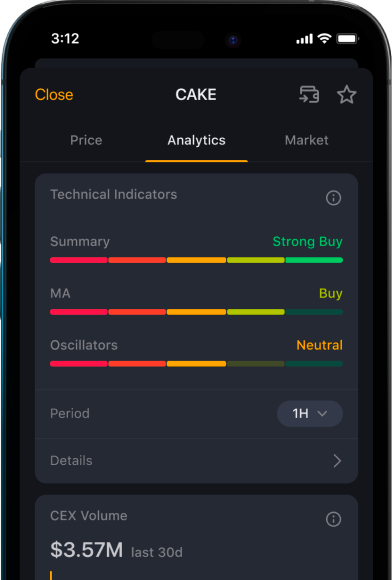 3:12
Close CAKE
Price Analytics Market
Technical Indicators
Summary Strong Buy
MA Buy
Oscillators Neutral
Period 1H
Details
CEX Volume
$3.57M last 30d